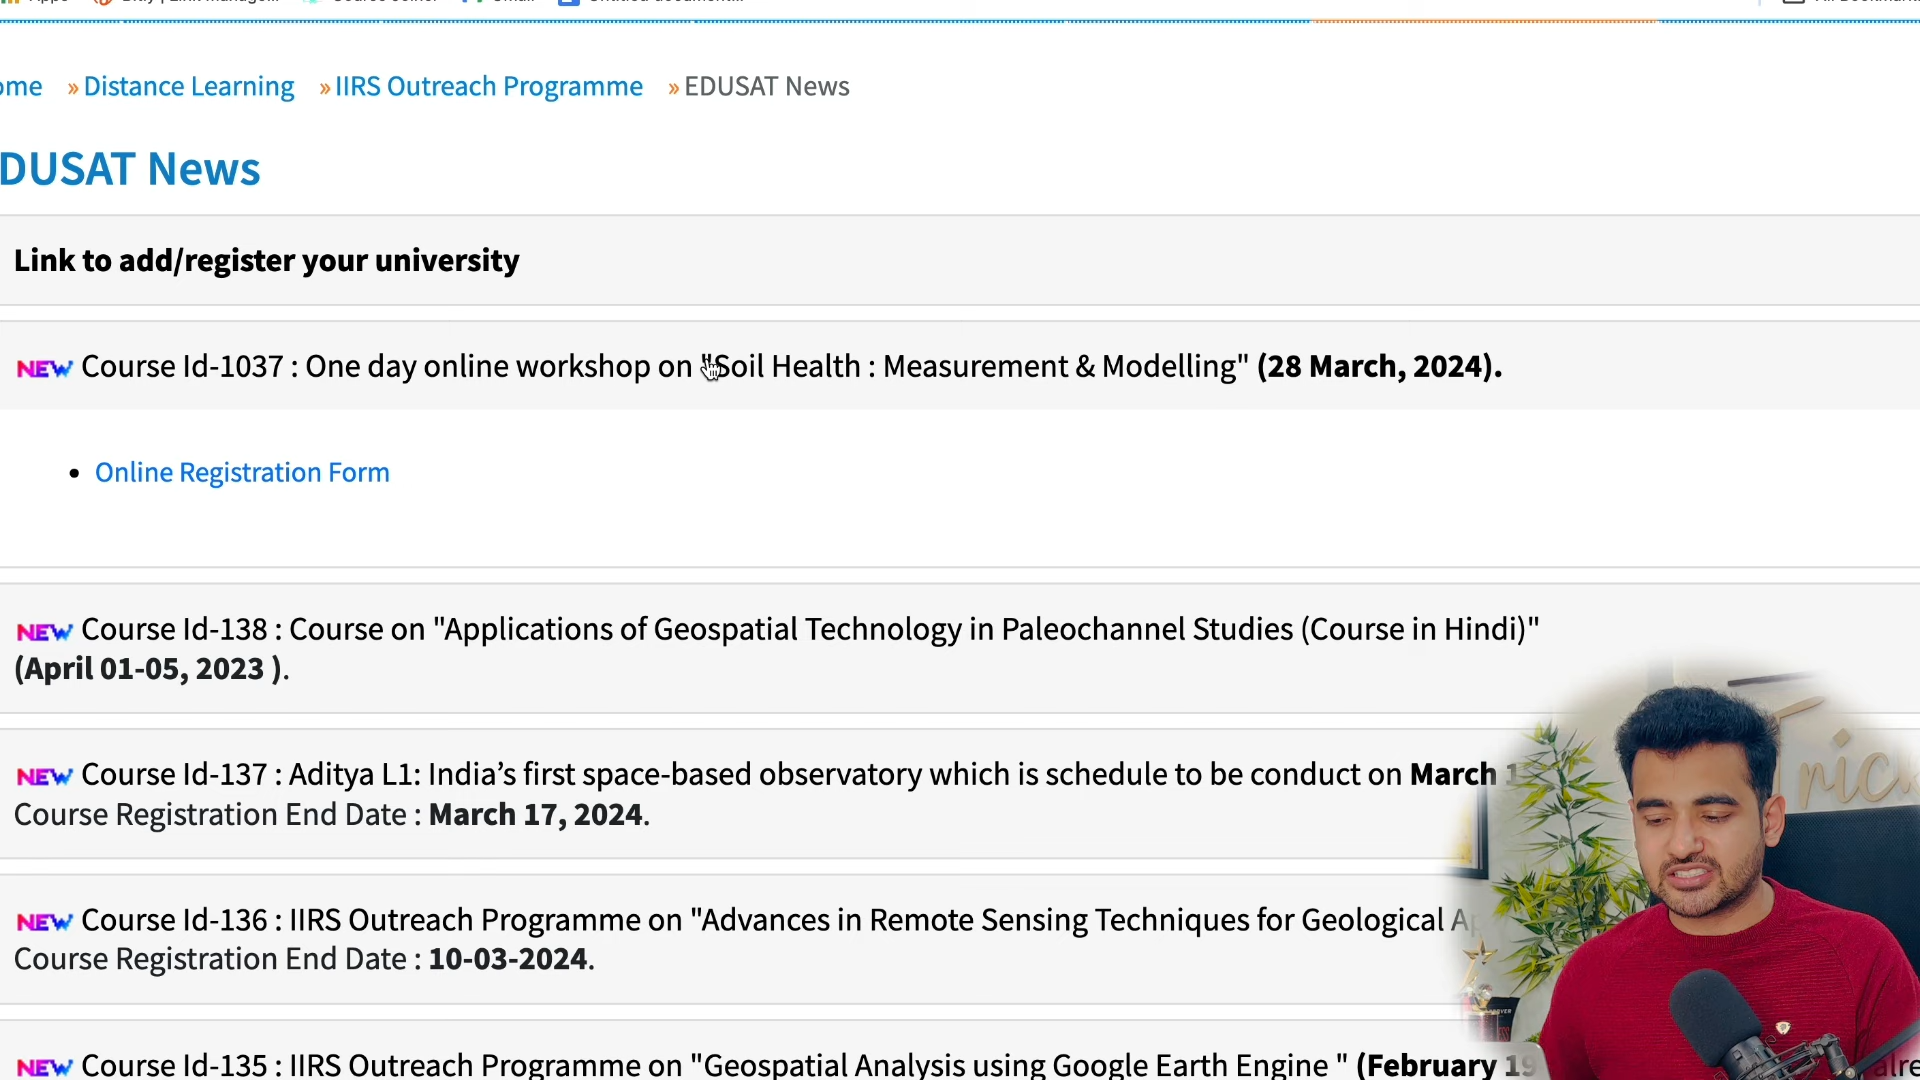 ome » Distance Learning » IIRS Outreach Programme » EDUSAT News
DUSAT News
Link to add/register your university
NEW Course Id-1037 : One day online workshop on "Soil Health : Measurement & Modelling" (28 March, 2024).
• Online Registration Form
NEW Course Id-138 : Course on "Applications of Geospatial Technology in Paleochannel Studies (Course in Hindi)"
(April 01-05, 2023 ).
NEW Course Id-137 : Aditya L1: India’s first space-based observatory which is schedule to be conduct on March
Course Registration End Date : March 17, 2024.
NEW Course Id-136 : IIRS Outreach Programme on "Advances in Remote Sensing Techniques for Geological
Course Registration End Date : 10-03-2024.
NEW Course Id-135 : IIRS Outreach Programme on "Geospatial Analysis using Google Earth Engine " (February 19